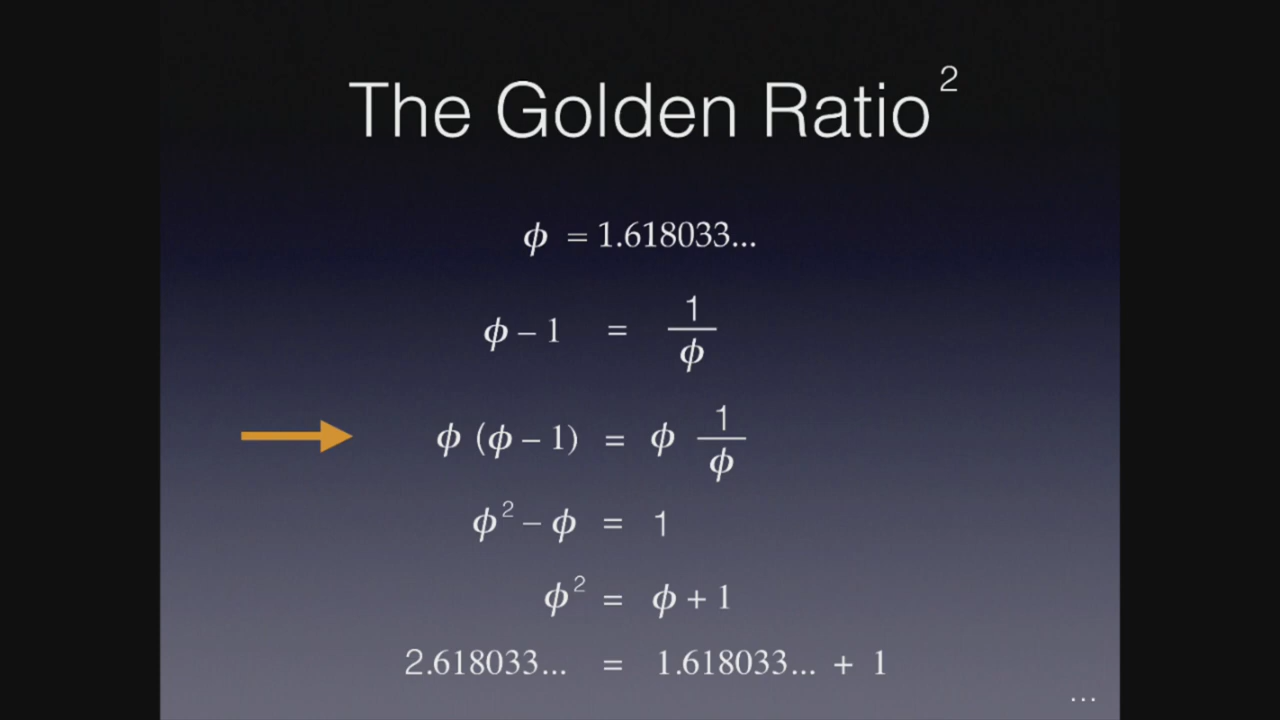 The Golden Ratio²
ϕ = 1.618033...
ϕ – 1 = 1/ϕ
ϕ (ϕ – 1) = ϕ 1/ϕ
ϕ² – ϕ = 1
ϕ² = ϕ + 1
2.618033... = 1.618033... + 1
...